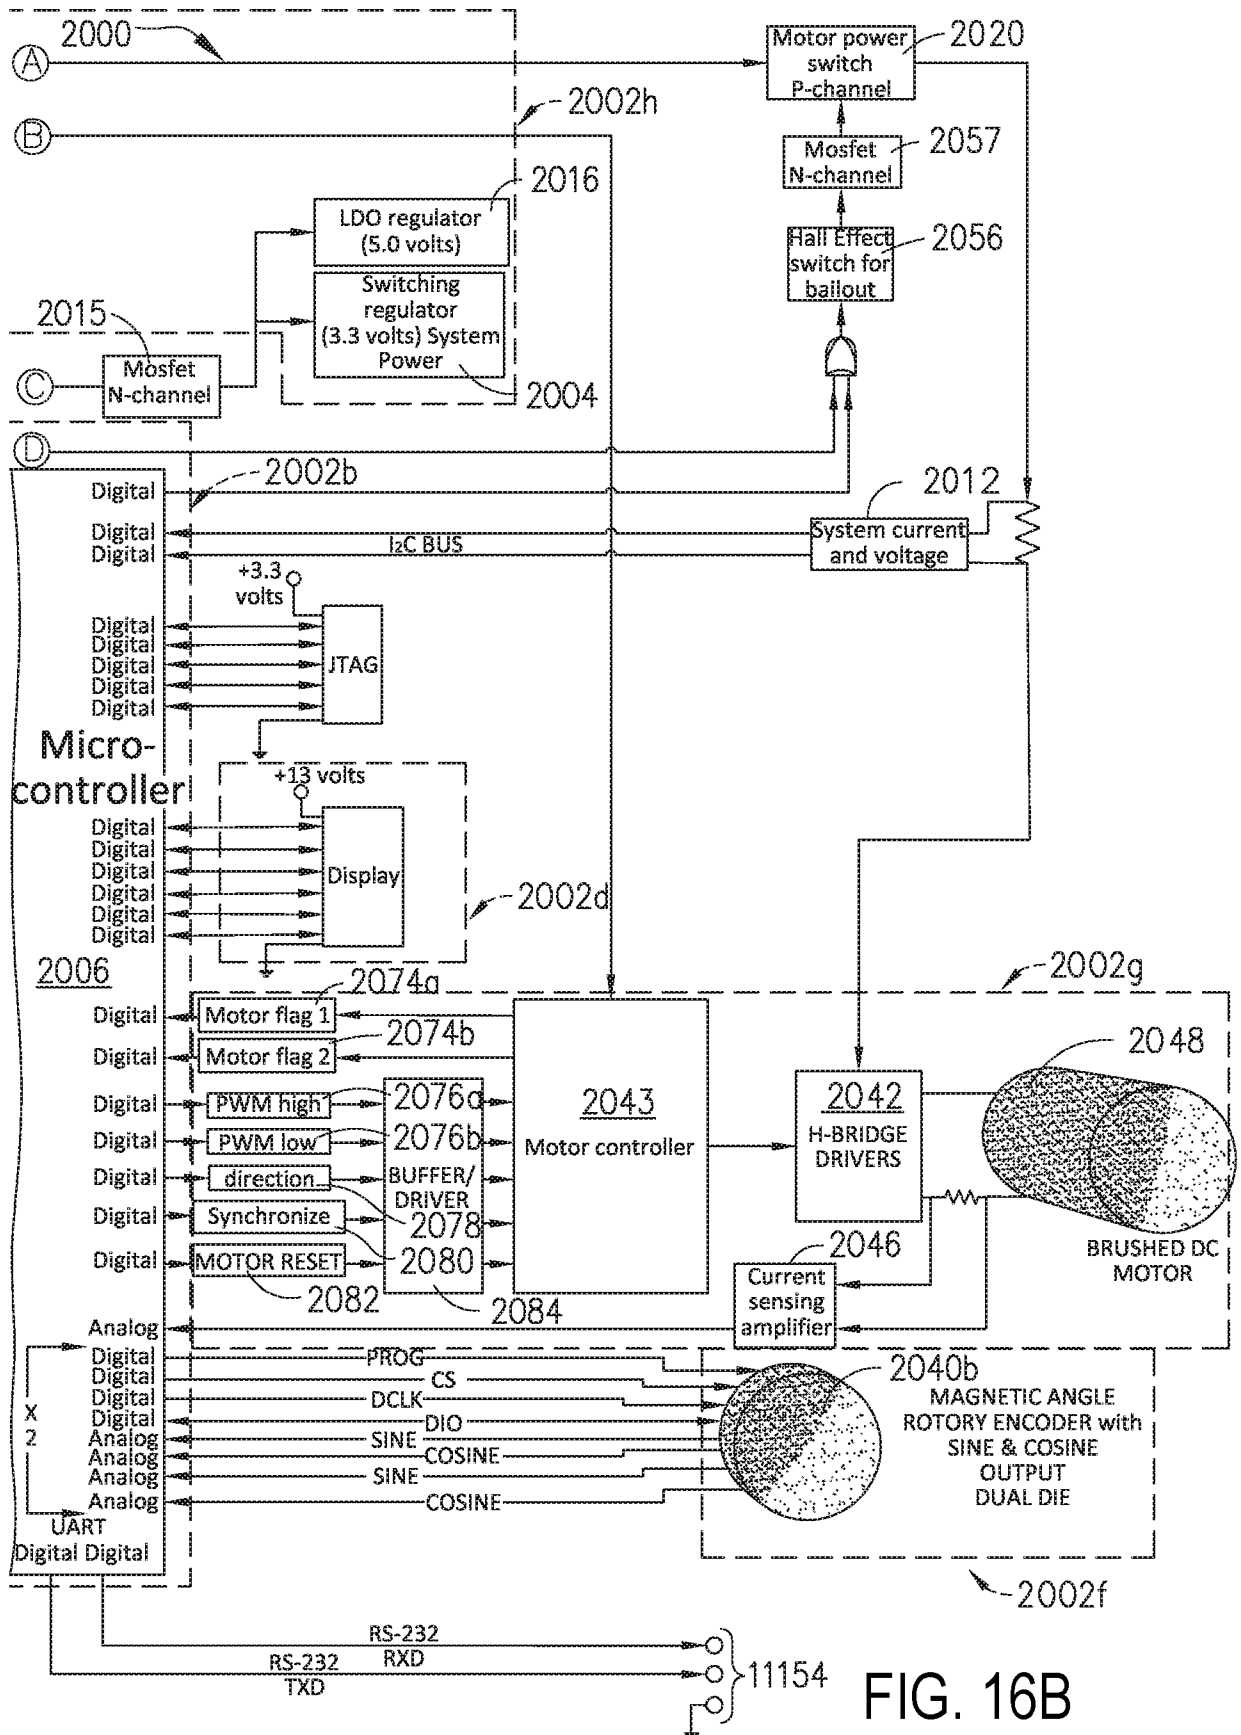 2000
A
Motor power
switch
P-channel
2020
2002h
B
Mosfet
N-channel
2057
2016
LDO regulator
(5.0 volts)
Hall Effect
switch for
bailout
2056
Switching
regulator
(3.3 volts) System
Power
2004
2015
Mosfet
N-channel
C
D
2002b
Digital
2012
System current
and voltage
Digital
Digital
I2C BUS
+3.3
volts
Digital
Digital
Digital
Digital
Digital
JTAG
Micro-
controller
+13 volts
Digital
Digital
Digital
Digital
Digital
Digital
Display
2002d
2006
2074a
2002g
Digital
Motor flag 1
2074b
Digital
Motor flag 2
2048
Digital
PWM high
2076a
2043
Motor controller
2042
H-BRIDGE
DRIVERS
Digital
PWM low
2076b
BUFFER/
DRIVER
Digital
direction
2078
Digital
Synchronize
2080
Digital
MOTOR RESET
2082
2084
2046
Current
sensing
amplifier
BRUSHED DC
MOTOR
Analog
X
2
Digital
PROG
Digital
CS
Digital
DCLK
Digital
DIO
Analog
SINE
Analog
COSINE
Analog
SINE
Analog
COSINE
2040b
MAGNETIC ANGLE
ROTORY ENCODER with
SINE & COSINE
OUTPUT
DUAL DIE
UART
Digital Digital
2002f
RS-232
RXD
RS-232
TXD
11154
FIG. 16B